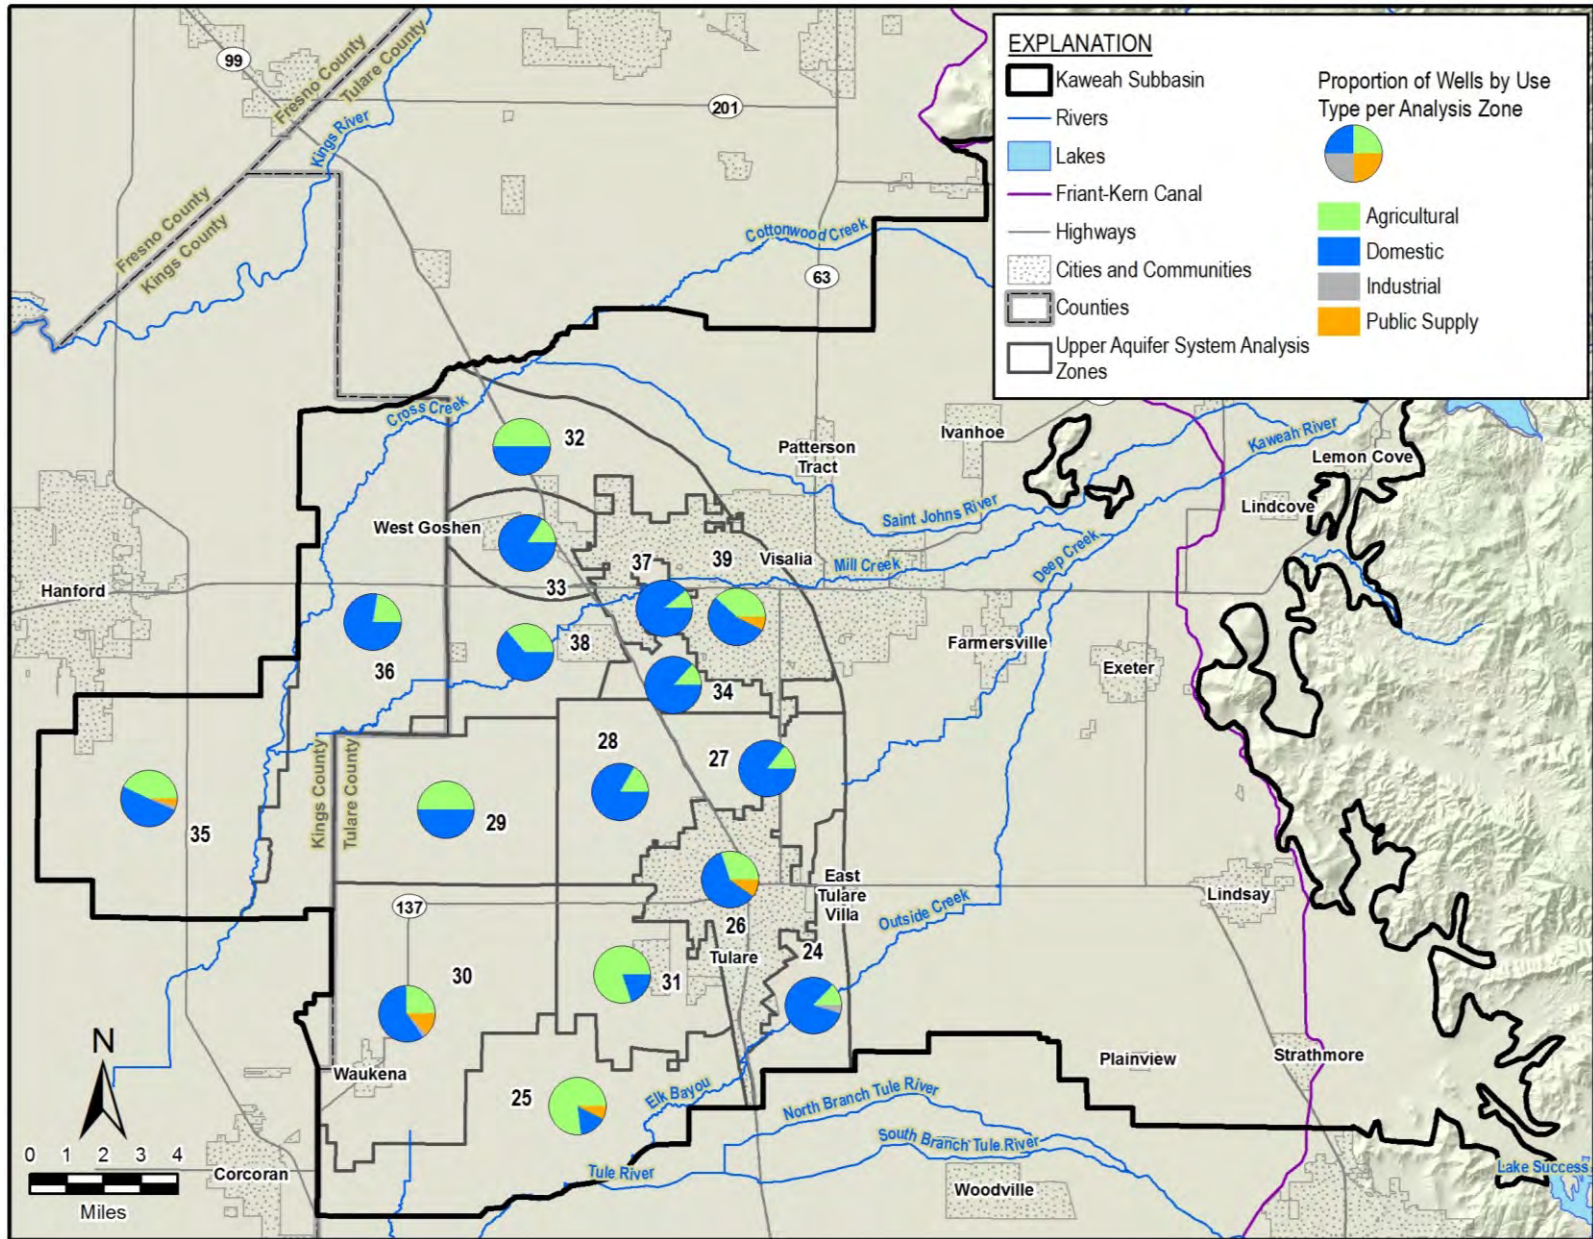 EXPLANATION
Kaweah Subbasin
Rivers
Lakes
Friant-Kern Canal
Highways
Cities and Communities
Counties
Upper Aquifer System Analysis
Zones
Proportion of Wells by Use
Type per Analysis Zone
Agricultural
Domestic
Industrial
Public Supply
99
Fresno County
Tulare County
Kings River
201
Fresno County
Kings County
Cottonwood Creek
63
Cross Creek
32
Patterson
Tract
Ivanhoe
Kaweah River
Lemon Cove
Saint Johns River
Lindcove
West Goshen
37
39
Visalia
Mill Creek
Deep Creek
Hanford
33
38
Farmersville
Exeter
36
34
28
27
Kings County
Tulare County
35
29
East
Tulare
Villa
Lindsay
137
Outside Creek
26
Tulare
24
30
31
N
Waukena
Plainview
Strathmore
25
Elk Bayou
North Branch Tule River
South Branch Tule River
0 1 2 3 4
Miles
Corcoran
Tule River
Woodville
Lake Success